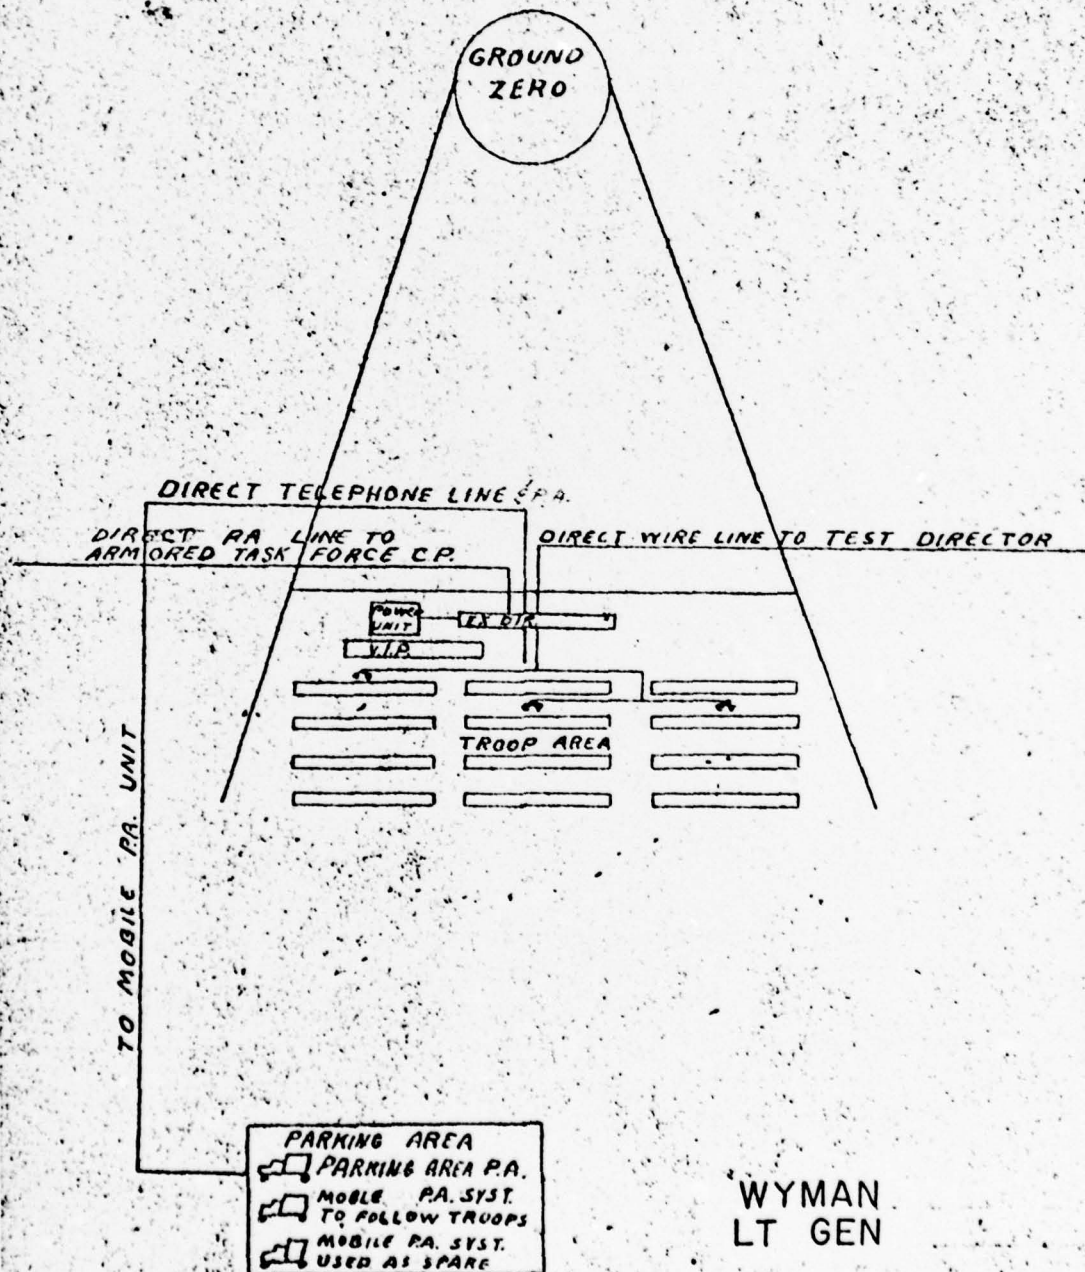 GROUND
ZERO
DIRECT TELEPHONE LINE & P.A.
DIRECT PA LINE TO
ARMORED TASK FORCE C.P.
DIRECT WIRE LINE TO TEST DIRECTOR
POWER
UNIT
EX DIR.
V.I.P.
TROOP AREA
TO MOBILE P.A. UNIT
PARKING AREA
PARKING AREA P.A.
MOBLE P.A. SYST.
TO FOLLOW TROOPS
MOBILE P.A. SYST.
USED AS SPARE
WYMAN
LT GEN